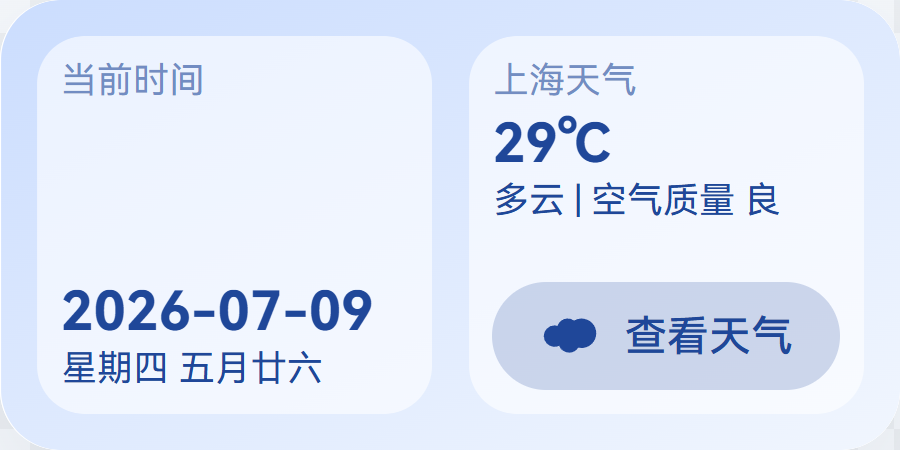 当前时间
2026-07-09
星期四 五月廿六
上海天气
29℃
多云 | 空气质量 良
查看天气